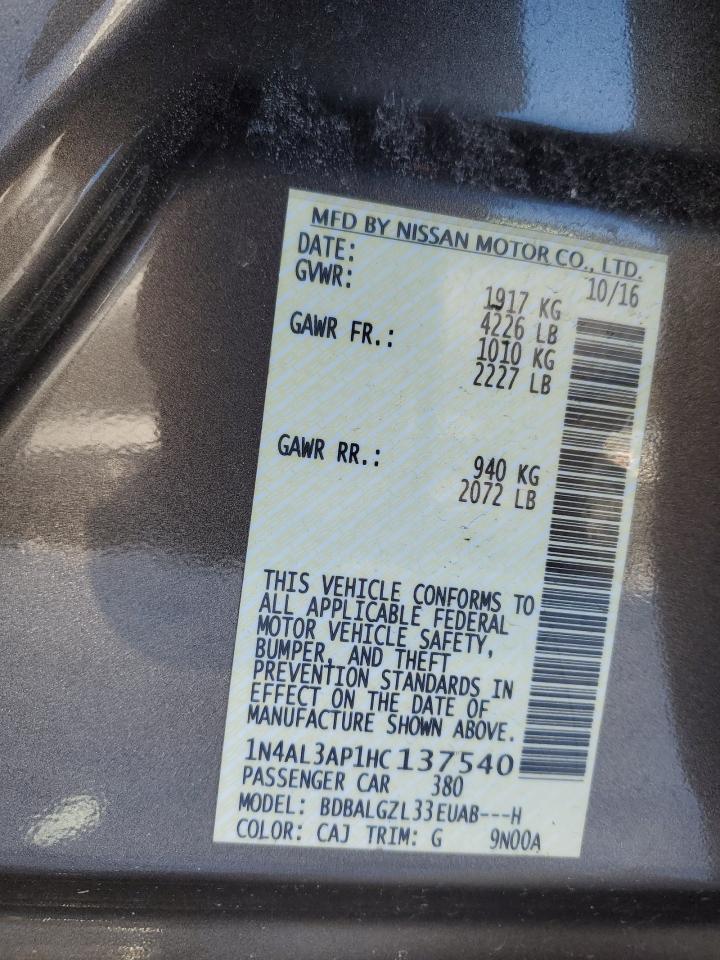 MFD BY NISSAN MOTOR CO., LTD.
DATE: 10/16
GVWR: 1917 KG
4226 LB
GAWR FR.: 1010 KG
2227 LB
GAWR RR.: 940 KG
2072 LB
THIS VEHICLE CONFORMS TO
ALL APPLICABLE FEDERAL
MOTOR VEHICLE SAFETY,
BUMPER, AND THEFT
PREVENTION STANDARDS IN
EFFECT ON THE DATE OF
MANUFACTURE SHOWN ABOVE.
1N4AL3AP1HC137540
PASSENGER CAR 380
MODEL: BDBALGZL33EUAB---H
COLOR: CAJ TRIM: G 9N00A